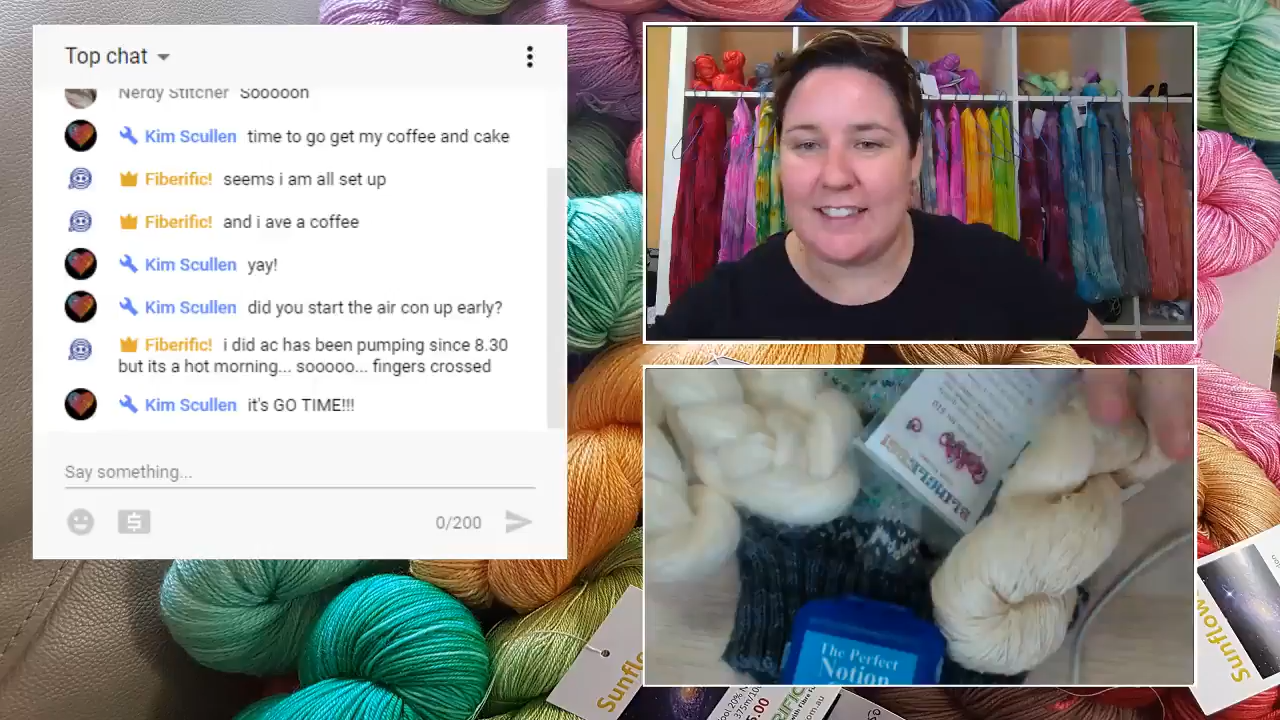 Top chat
Nerdy Stitcher Sooooon
Kim Scullen time to go get my coffee and cake
Fiberific! seems i am all set up
Fiberific! and i ave a coffee
Kim Scullen yay!
Kim Scullen did you start the air con up early?
Fiberific! i did ac has been pumping since 8.30
but its a hot morning... sooooo... fingers crossed
Kim Scullen it's GO TIME!!!
Say something...
0/200
The Perfect
Notion
Sunflow
Sunflo